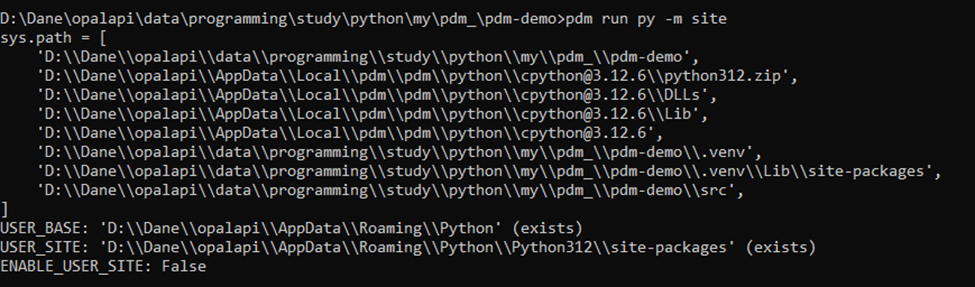 D:\Dane\opalapi\data\programming\study\python\my\pdm_\pdm-demo>pdm run py -m site
sys.path = [
    'D:\\Dane\\opalapi\\data\\programming\\study\\python\\my\\pdm_\\pdm-demo',
    'D:\\Dane\\opalapi\\AppData\\Local\\pdm\\pdm\\python\\cpython@3.12.6\\python312.zip',
    'D:\\Dane\\opalapi\\AppData\\Local\\pdm\\pdm\\python\\cpython@3.12.6\\DLLs',
    'D:\\Dane\\opalapi\\AppData\\Local\\pdm\\pdm\\python\\cpython@3.12.6\\Lib',
    'D:\\Dane\\opalapi\\AppData\\Local\\pdm\\pdm\\python\\cpython@3.12.6',
    'D:\\Dane\\opalapi\\data\\programming\\study\\python\\my\\pdm_\\pdm-demo\\.venv',
    'D:\\Dane\\opalapi\\data\\programming\\study\\python\\my\\pdm_\\pdm-demo\\.venv\\Lib\\site-packages',
    'D:\\Dane\\opalapi\\data\\programming\\study\\python\\my\\pdm_\\pdm-demo\\src',
]
USER_BASE: 'D:\\Dane\\opalapi\\AppData\\Roaming\\Python' (exists)
USER_SITE: 'D:\\Dane\\opalapi\\AppData\\Roaming\\Python\\Python312\\site-packages' (exists)
ENABLE_USER_SITE: False